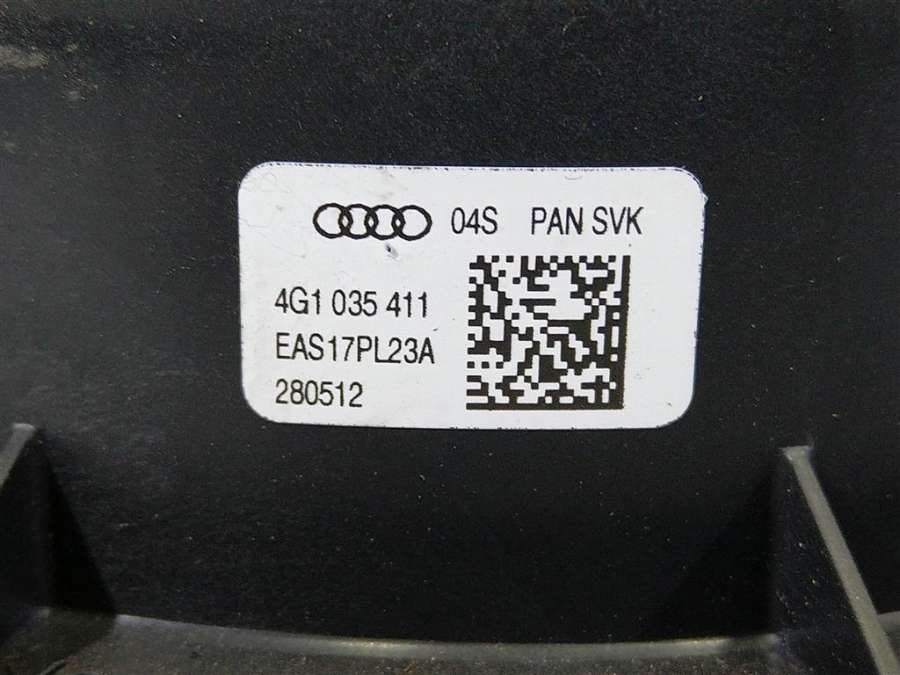 04S PAN SVK
4G1 035 411
EAS17PL23A
280512